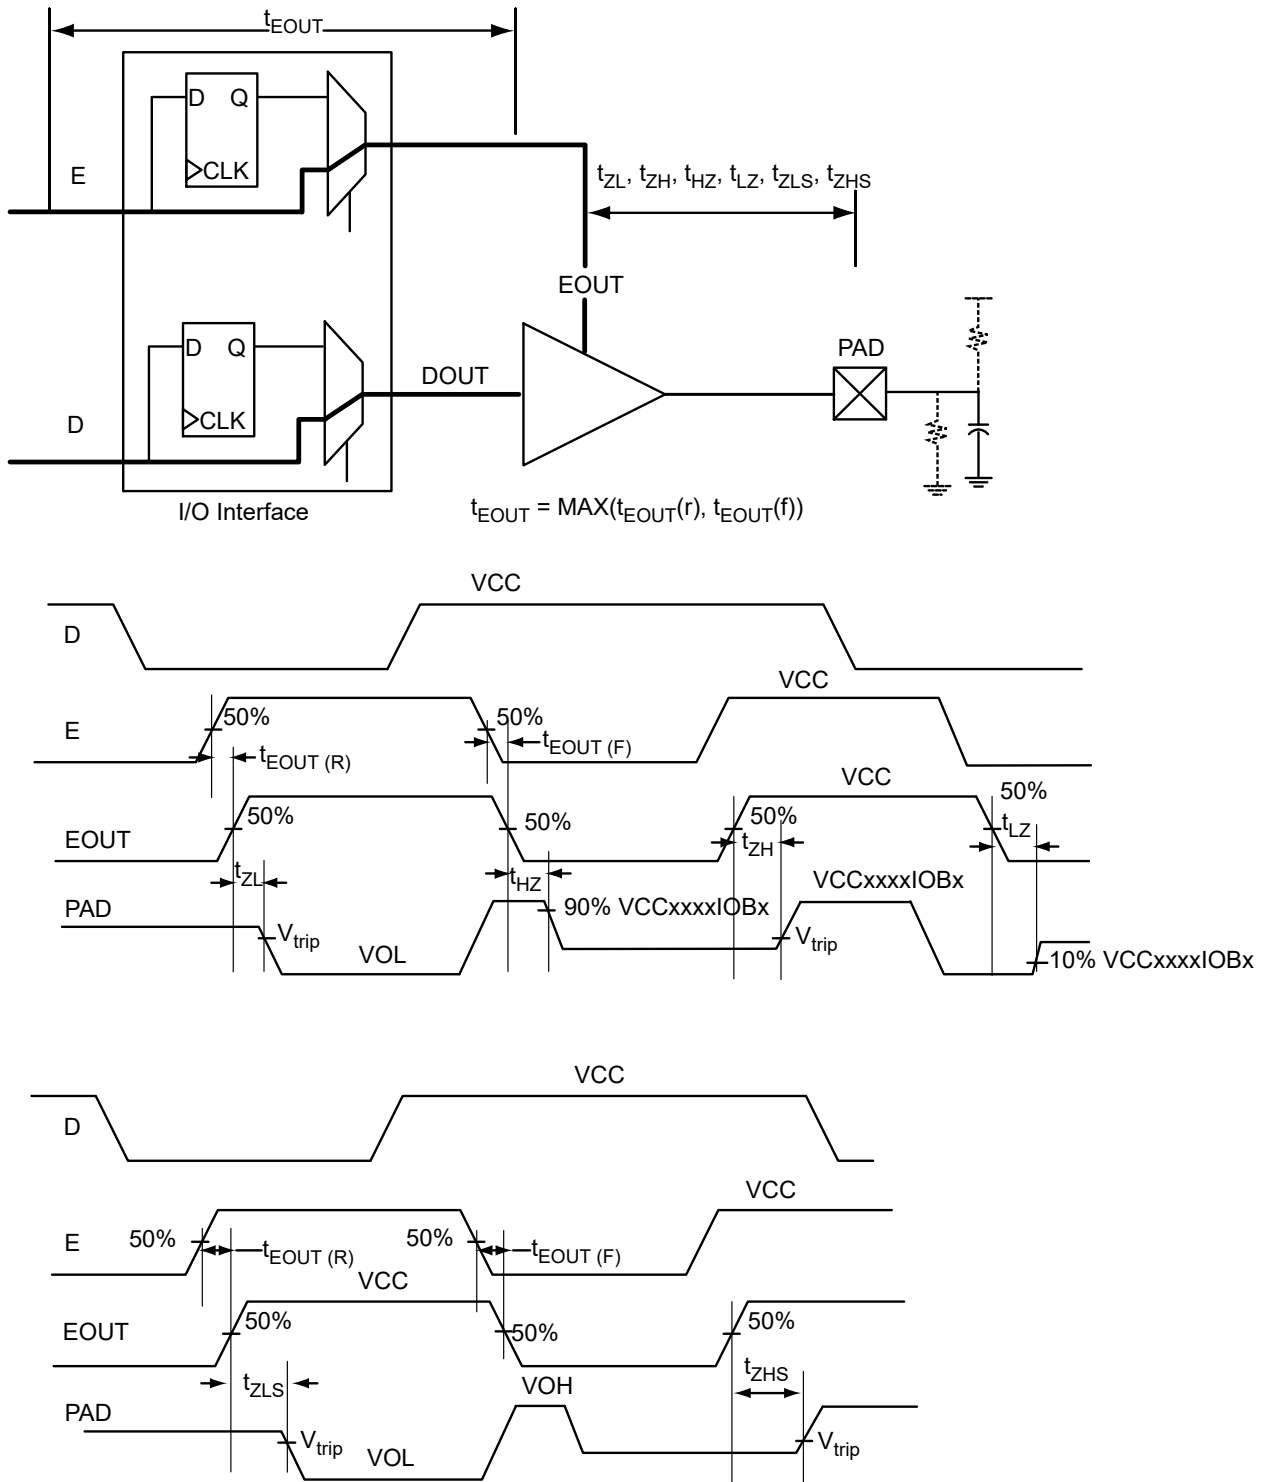 tEOUT
D Q
CLK
E
tZL, tZH, tHZ, tLZ, tZLS, tZHS
EOUT
D Q
CLK
DOUT
PAD
D
I/O Interface
tEOUT = MAX(tEOUT(r), tEOUT(f))
VCC
D
VCC
E
50%
50%
tEOUT (R)
tEOUT (F)
VCC
50%
EOUT
50%
50%
50%
tZL
tHZ
tZH
tLZ
VCCxxxxIOBx
PAD
90% VCCxxxxIOBx
Vtrip
VOL
Vtrip
10% VCCxxxxIOBx
VCC
D
VCC
E
50%
50%
tEOUT (R)
tEOUT (F)
VCC
EOUT
50%
50%
50%
tZLS
VOH
tZHS
PAD
Vtrip
VOL
Vtrip